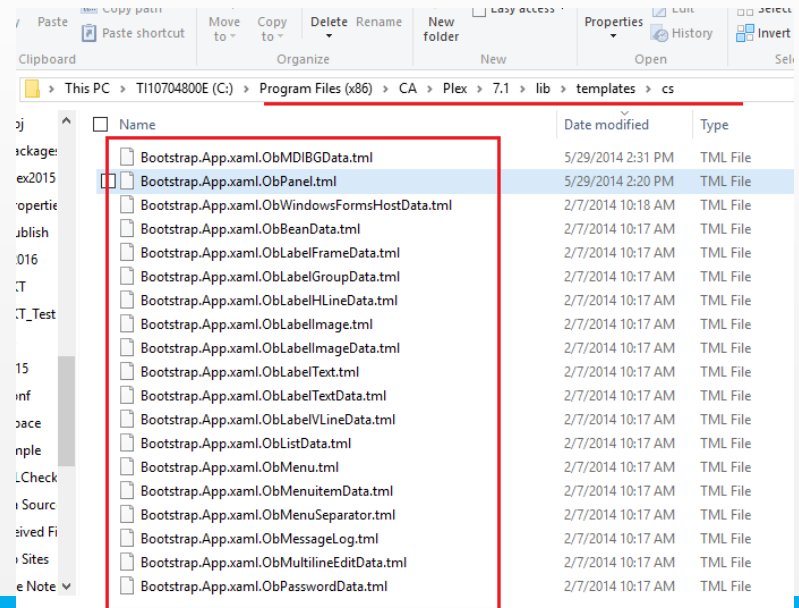 Copy path
Easy access
Edit
Select
Paste
Paste shortcut
Move to
Copy to
Delete
Rename
New folder
Properties
History
Invert
Clipboard
Organize
New
Open
Sele
> This PC > TI10704800E (C:) > Program Files (x86) > CA > Plex > 7.1 > lib > templates > cs
Name Date modified Type
Bootstrap.App.xaml.ObMDIBGData.tml 5/29/2014 2:31 PM TML File
ackages
Bootstrap.App.xaml.ObPanel.tml 5/29/2014 2:20 PM TML File
ex2015
Bootstrap.App.xaml.ObWindowsFormsHostData.tml 2/7/2014 10:18 AM TML File
ropertie
Bootstrap.App.xaml.ObBeanData.tml 2/7/2014 10:17 AM TML File
ublish
Bootstrap.App.xaml.ObLabelFrameData.tml 2/7/2014 10:17 AM TML File
016
Bootstrap.App.xaml.ObLabelGroupData.tml 2/7/2014 10:17 AM TML File
Bootstrap.App.xaml.ObLabelHLineData.tml 2/7/2014 10:17 AM TML File
T_Test
Bootstrap.App.xaml.ObLabelImage.tml 2/7/2014 10:17 AM TML File
Bootstrap.App.xaml.ObLabelImageData.tml 2/7/2014 10:17 AM TML File
15
Bootstrap.App.xaml.ObLabelText.tml 2/7/2014 10:17 AM TML File
onf
Bootstrap.App.xaml.ObLabelTextData.tml 2/7/2014 10:17 AM TML File
pace
Bootstrap.App.xaml.ObLabelVLineData.tml 2/7/2014 10:17 AM TML File
mple
Bootstrap.App.xaml.ObListData.tml 2/7/2014 10:17 AM TML File
LCheck
Bootstrap.App.xaml.ObMenu.tml 2/7/2014 10:17 AM TML File
Sourc
Bootstrap.App.xaml.ObMenuitemData.tml 2/7/2014 10:17 AM TML File
eived Fi
Bootstrap.App.xaml.ObMenuSeparator.tml 2/7/2014 10:17 AM TML File
Bootstrap.App.xaml.ObMessageLog.tml 2/7/2014 10:17 AM TML File
Sites
Bootstrap.App.xaml.ObMultilineEditData.tml 2/7/2014 10:17 AM TML File
e Note
Bootstrap.App.xaml.ObPasswordData.tml 2/7/2014 10:17 AM TML File